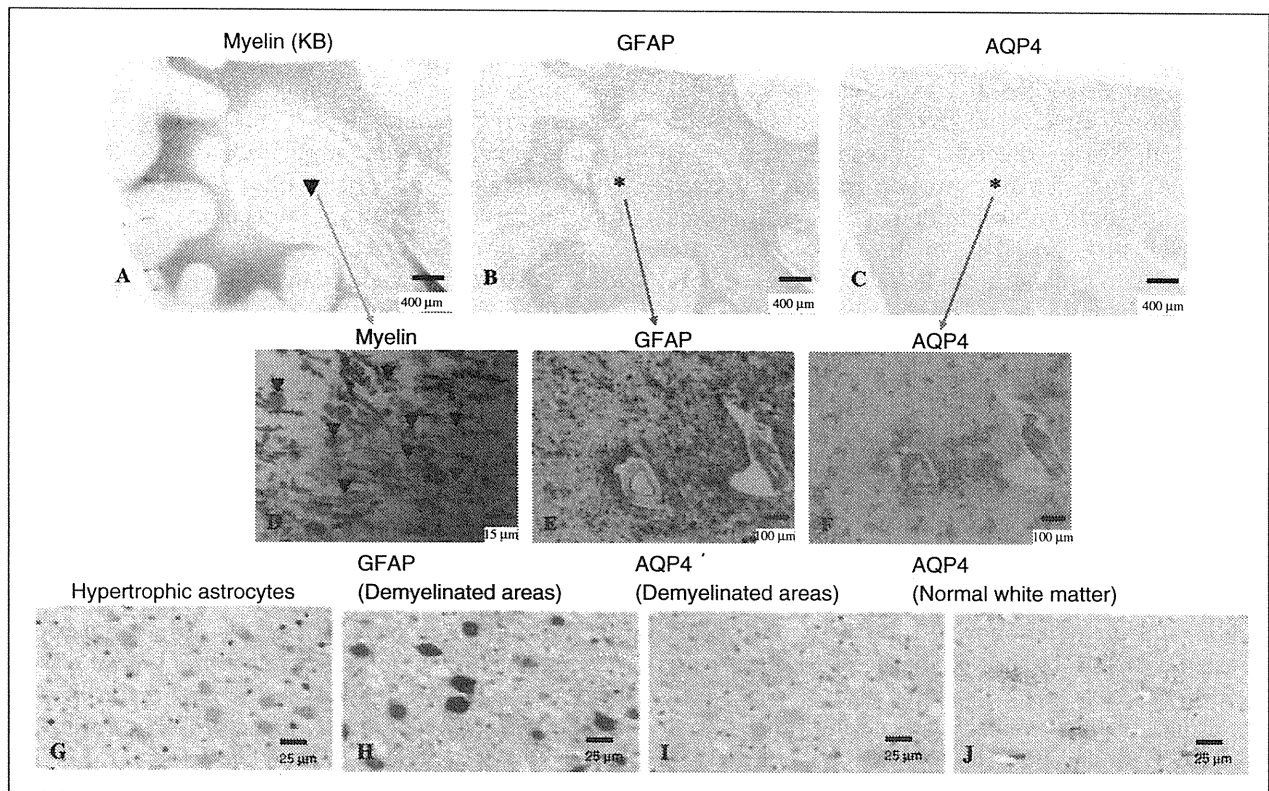 Myelin (KB)
GFAP
AQP4
A
400 µm
B
400 µm
C
400 µm
Myelin
GFAP
AQP4
D
15 µm
E
100 µm
F
100 µm
Hypertrophic astrocytes
GFAP
(Demyelinated areas)
AQP4
(Demyelinated areas)
AQP4
(Normal white matter)
G
25 µm
H
25 µm
I
25 µm
J
25 µm